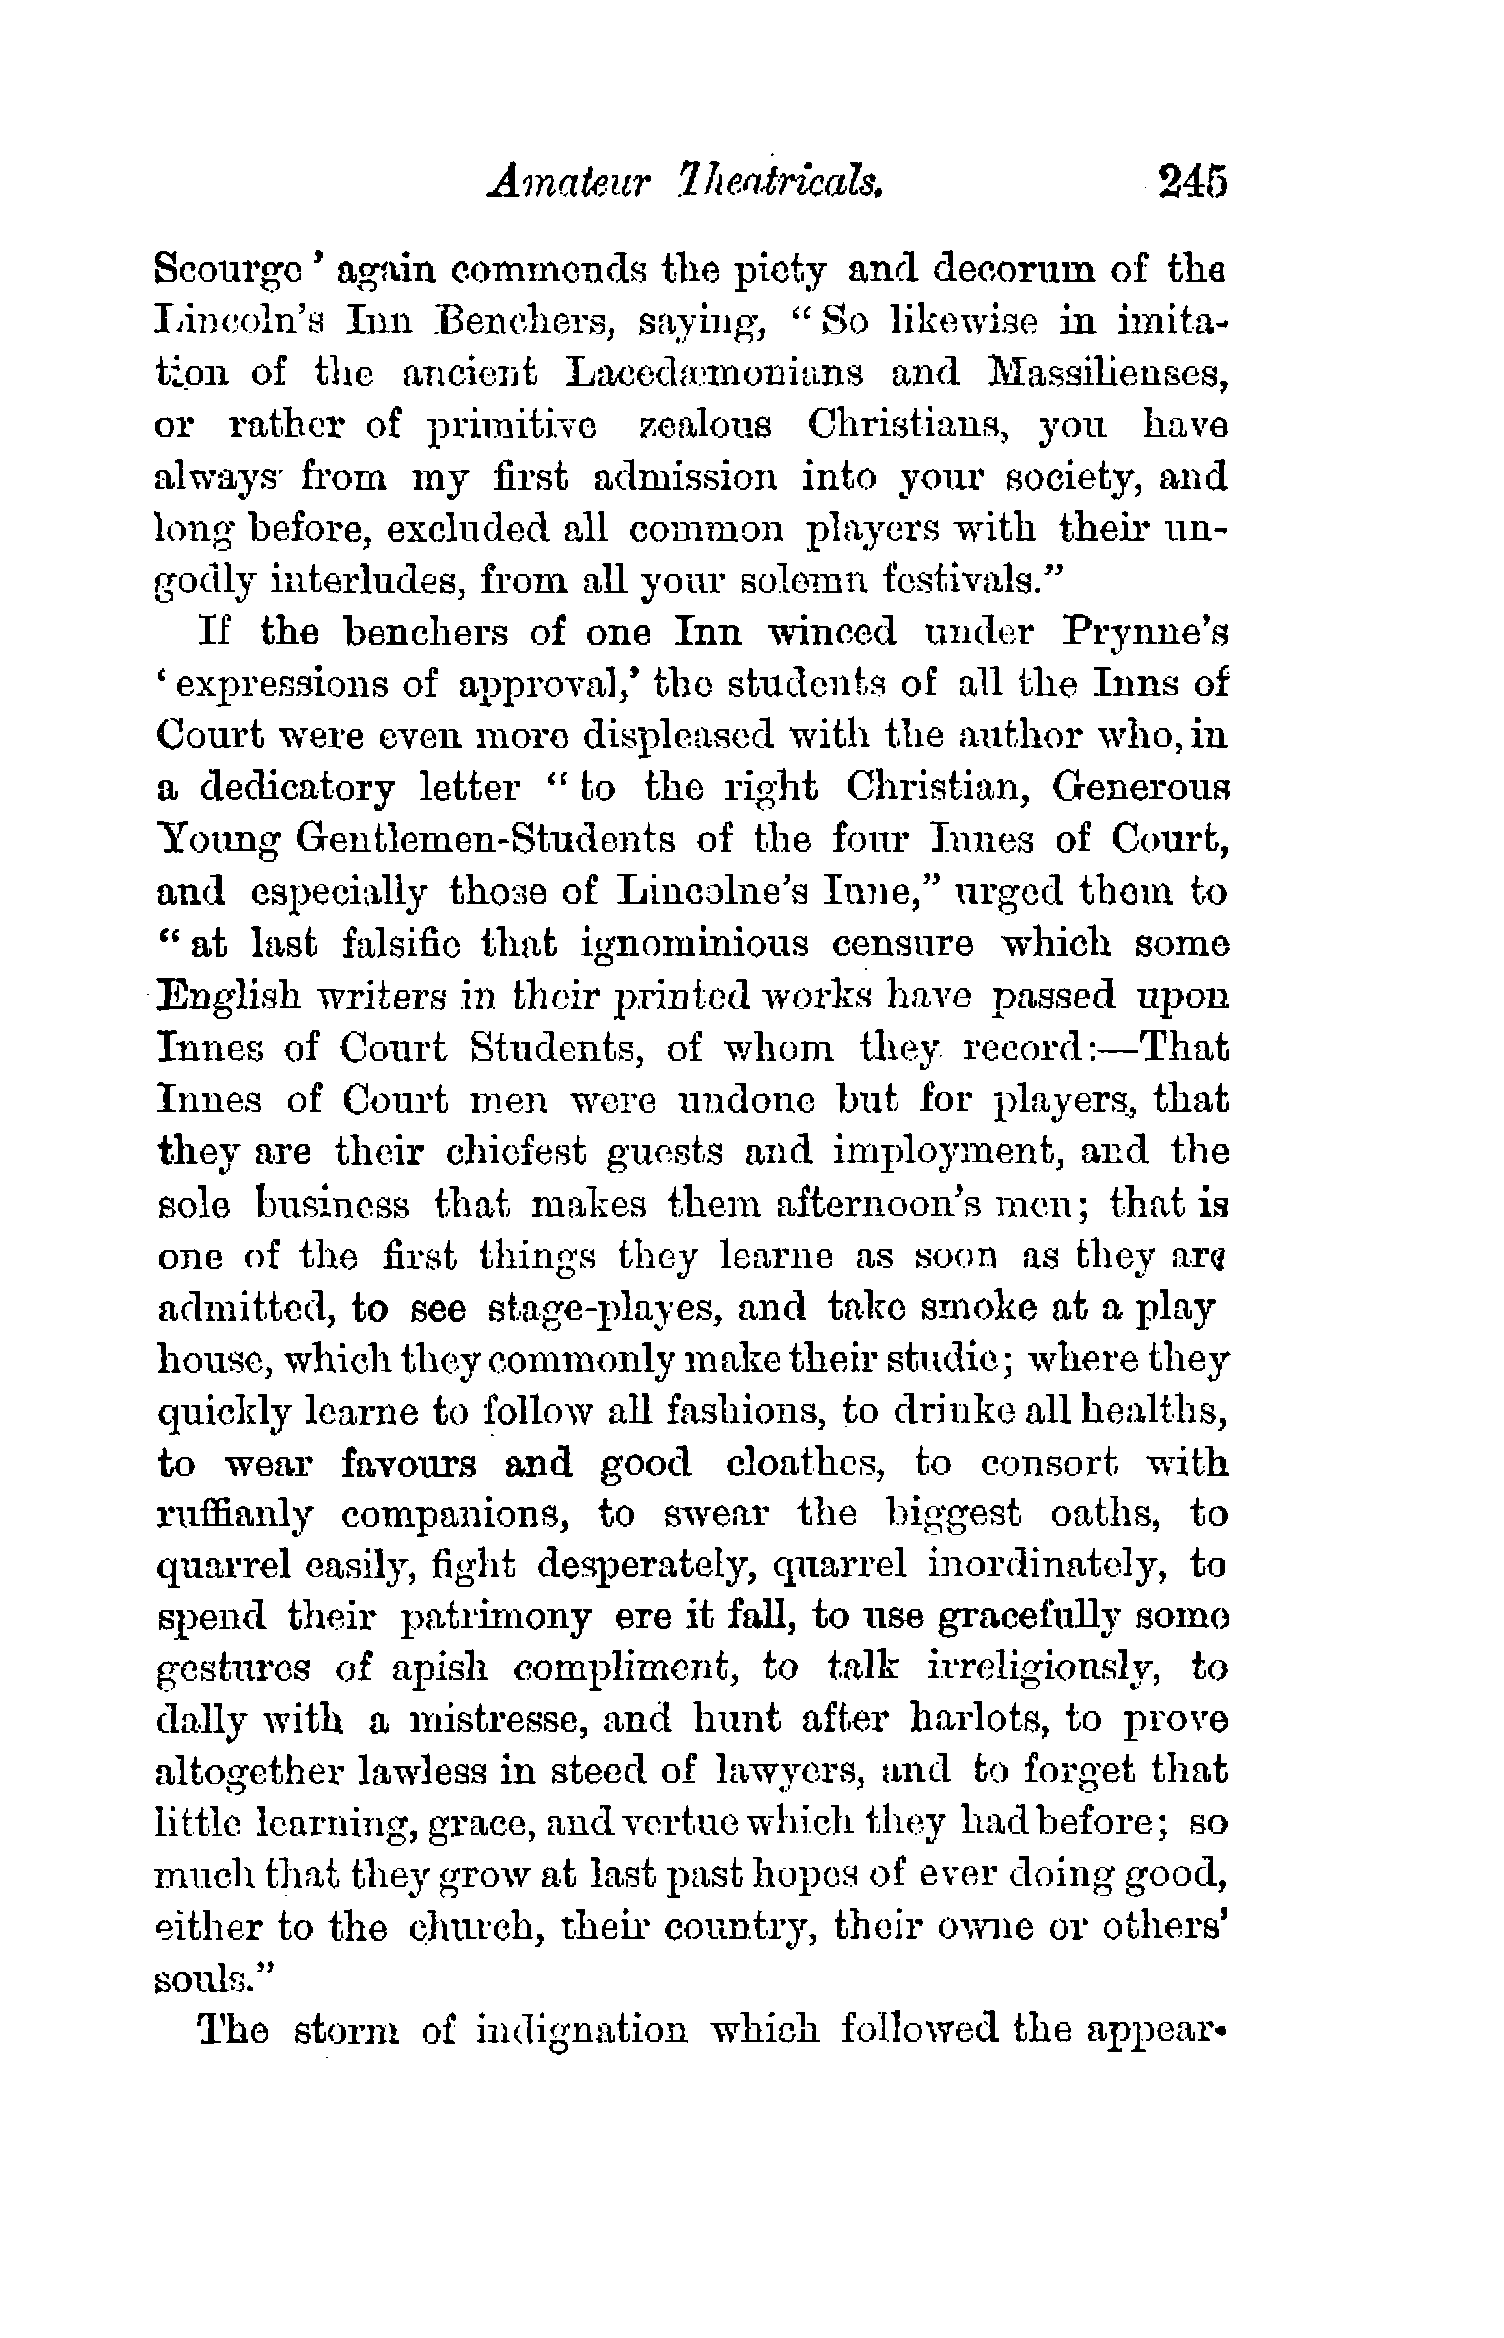 Amateur Theatricals. 245
Scourge ' again commends the piety and decorum of the
Lincoln's Inn Benchers, saying, " So likewise in imita-
tion of the ancient Lacedæmonians and Massilienses,
or rather of primitive zealous Christians, you have
always from my first admission into your society, and
long before, excluded all common players with their un-
godly interludes, from all your solemn festivals."
If the benchers of one Inn winced under Prynne's
' expressions of approval,' the students of all the Inns of
Court were even more displeased with the author who, in
a dedicatory letter " to the right Christian, Generous
Young Gentlemen-Students of the four Innes of Court,
and especially those of Lincolne's Inne," urged them to
" at last falsifie that ignominious censure which some
English writers in their printed works have passed upon
Innes of Court Students, of whom they record:—That
Innes of Court men were undone but for players, that
they are their chiefest guests and imployment, and the
sole business that makes them afternoon's men; that is
one of the first things they learne as soon as they are
admitted, to see stage-playes, and take smoke at a play
house, which they commonly make their studie; where they
quickly learne to follow all fashions, to drinke all healths,
to wear favours and good cloathes, to consort with
ruffianly companions, to swear the biggest oaths, to
quarrel easily, fight desperately, quarrel inordinately, to
spend their patrimony ere it fall, to use gracefully some
gestures of apish compliment, to talk irreligiously, to
dally with a mistresse, and hunt after harlots, to prove
altogether lawless in steed of lawyers, and to forget that
little learning, grace, and vertue which they had before; so
much that they grow at last past hopes of ever doing good,
either to the church, their country, their owne or others'
souls."
The storm of indignation which followed the appear-